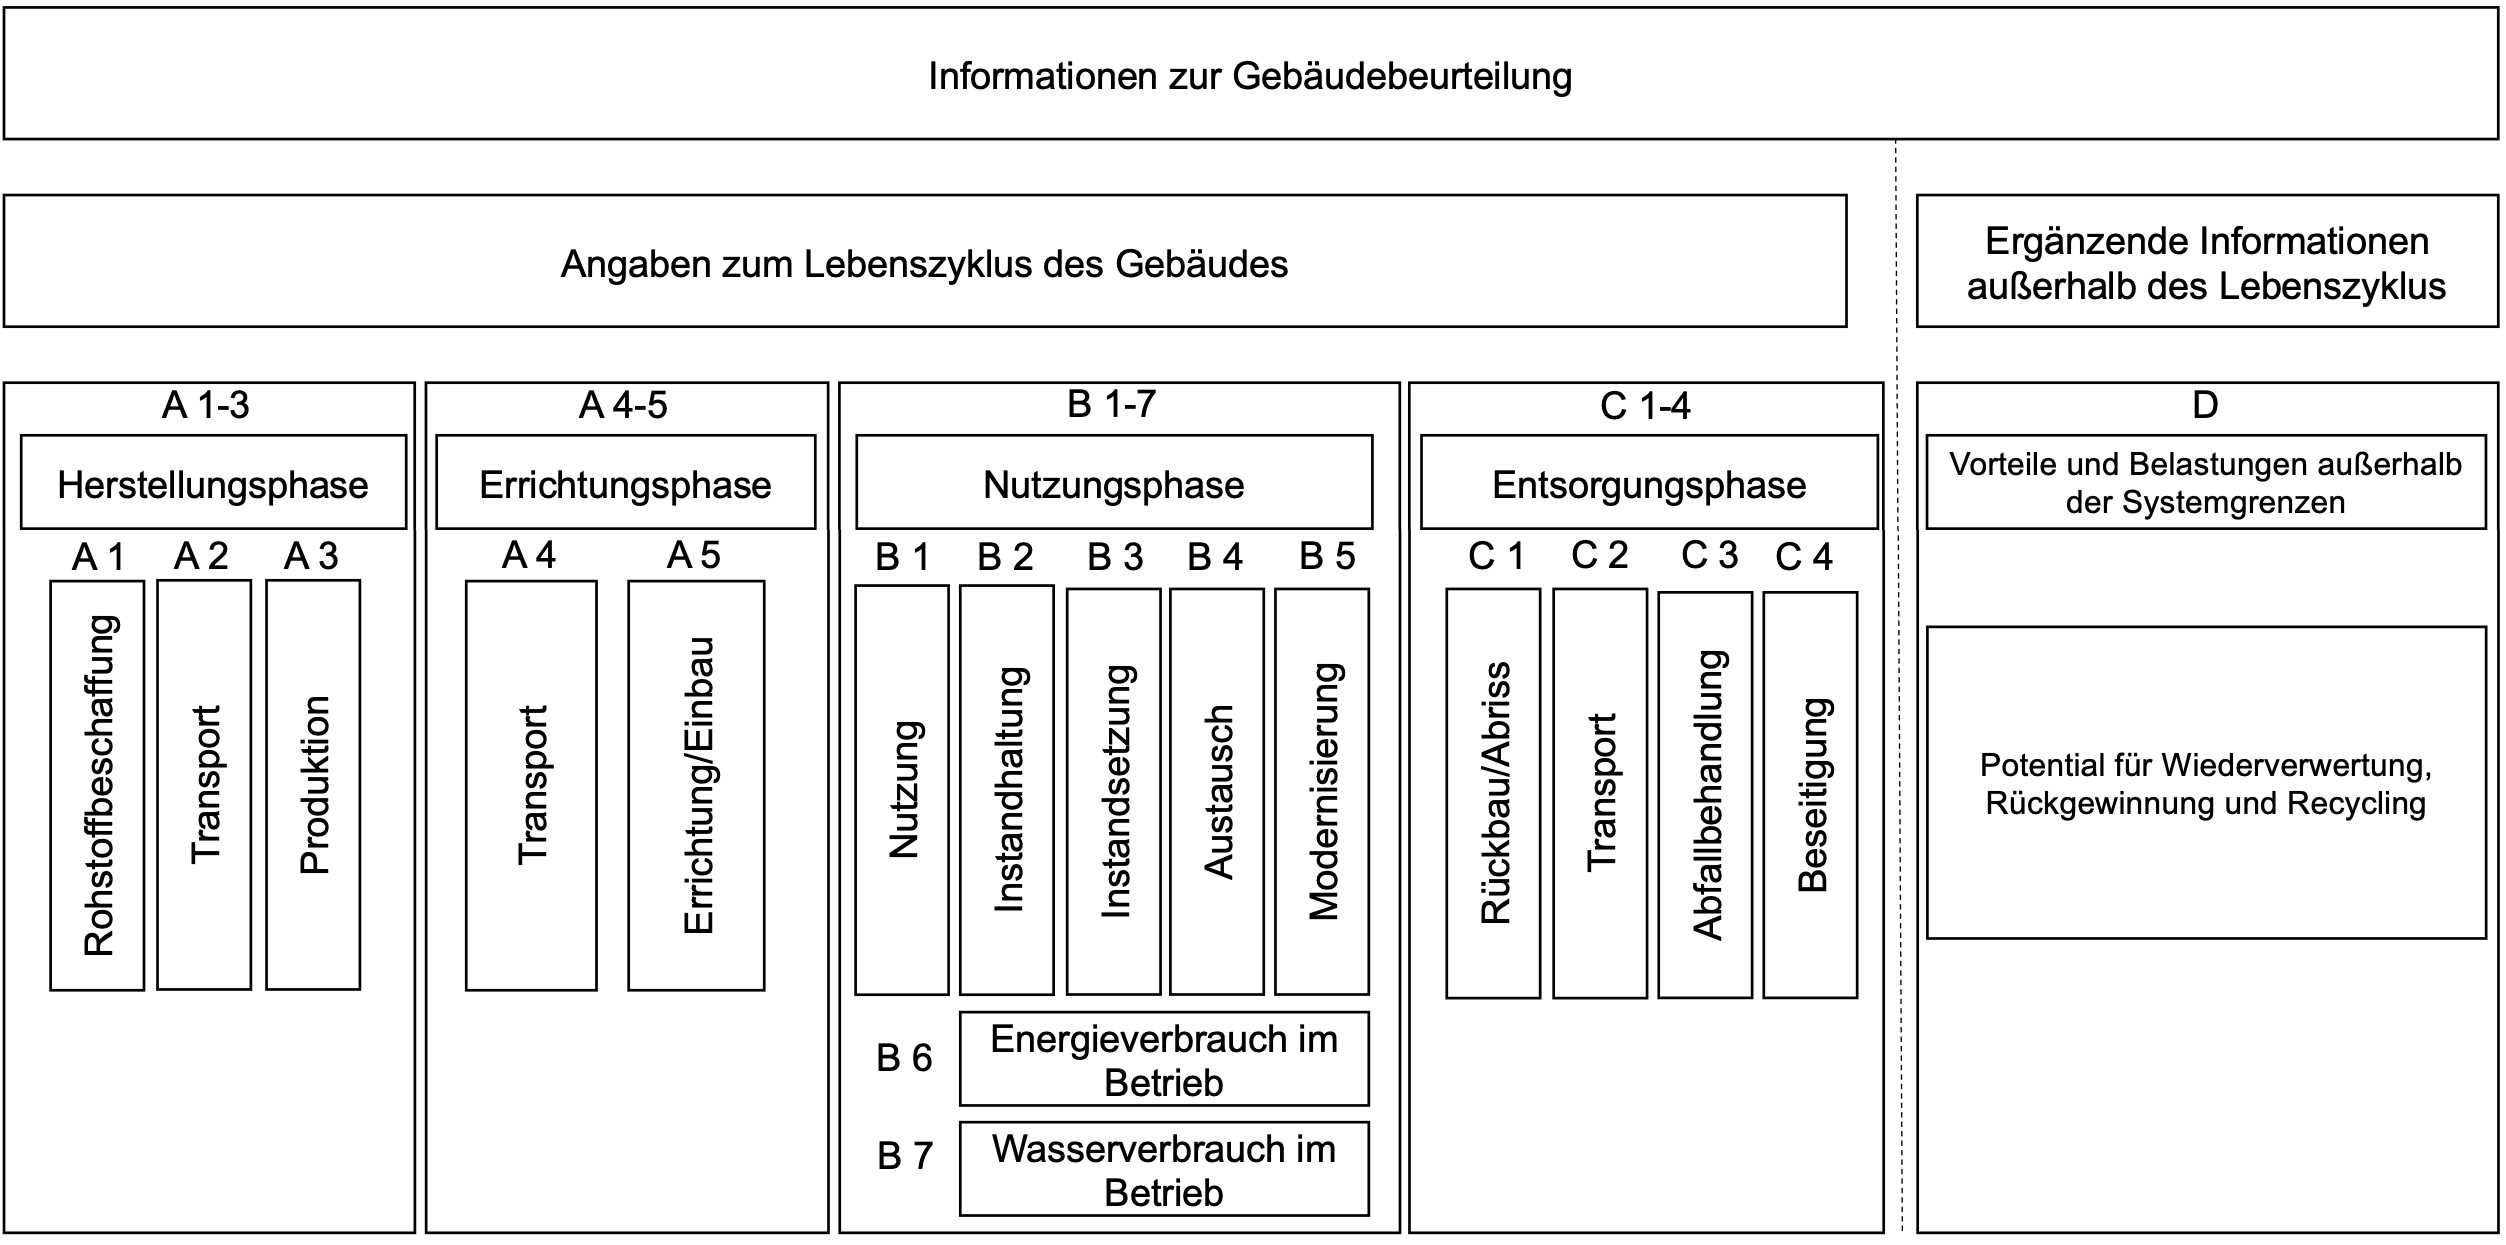 Informationen zur Gebäudebeurteilung
Angaben zum Lebenszyklus des Gebäudes
Ergänzende Informationen
außerhalb des Lebenszyklus
A 1-3
Herstellungsphase
A 1
A 2
A 3
Rohstoffbeschaffung
Transport
Produktion
A 4-5
Errichtungsphase
A 4
A 5
Transport
Errichtung/Einbau
B 1-7
Nutzungsphase
B 1
B 2
B 3
B 4
B 5
Nutzung
Instandhaltung
Instandsetzung
Austausch
Modernisierung
B 6
Energieverbrauch im
Betrieb
B 7
Wasserverbrauch im
Betrieb
C 1-4
Entsorgungsphase
C 1
C 2
C 3
C 4
Rückbau/Abriss
Transport
Abfallbehandlung
Beseitigung
D
Vorteile und Belastungen außerhalb
der Systemgrenzen
Potential für Wiederverwertung,
Rückgewinnung und Recycling